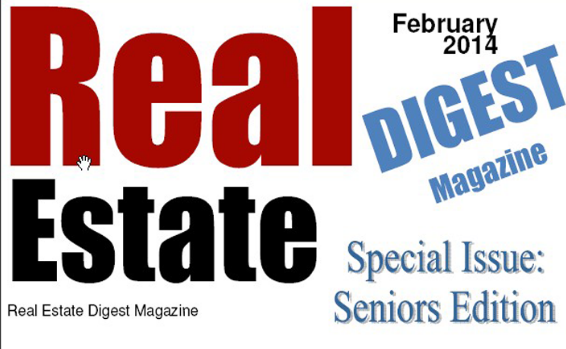 Real
Estate
February
2014
DIGEST
Magazine
Special Issue:
Seniors Edition
Real Estate Digest Magazine